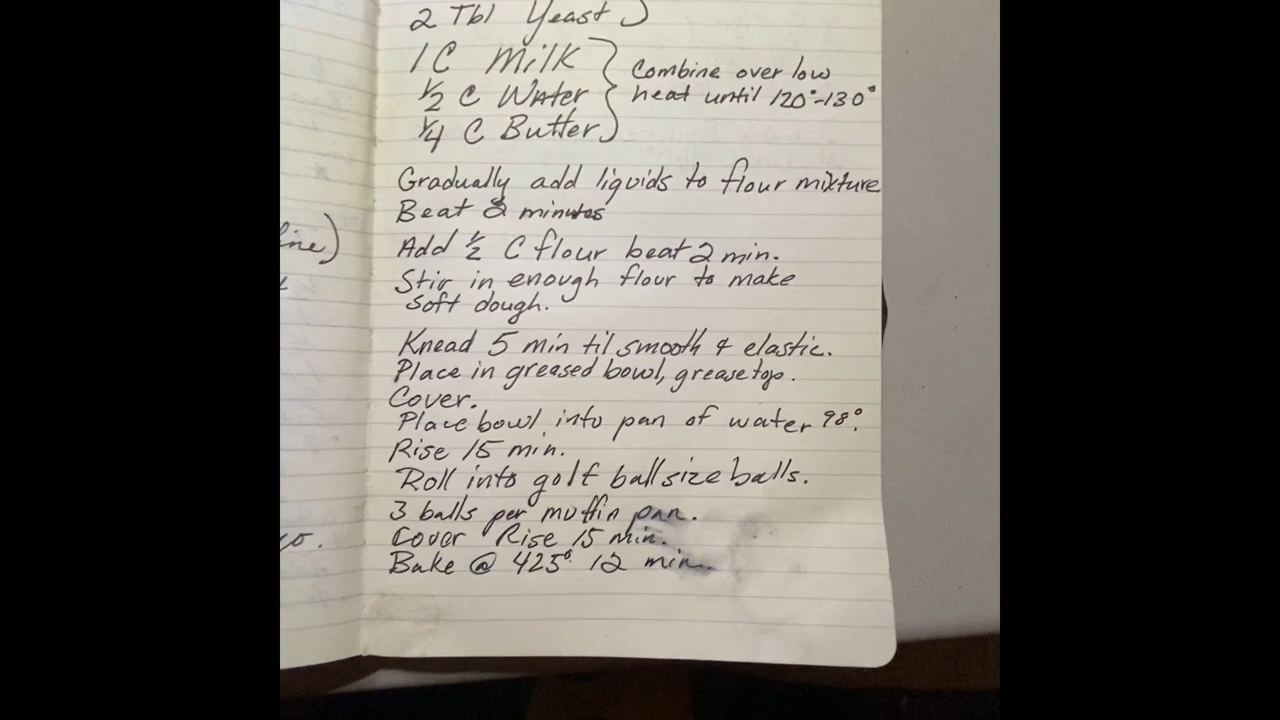 2 Tbl Yeast
1 C Milk
1/2 C Water
1/4 C Butter
Combine over low
heat until 120°-130°
Gradually add liquids to flour mixture
Beat 2 minutes
Add 1/2 C flour beat 2 min.
Stir in enough flour to make
soft dough.
Knead 5 min til smooth & elastic.
Place in greased bowl, grease top.
Cover.
Place bowl into pan of water 98°.
Rise 15 min.
Roll into golf ball size balls.
3 balls per muffin pan.
Cover Rise 15 min.
Bake @ 425° 12 min.